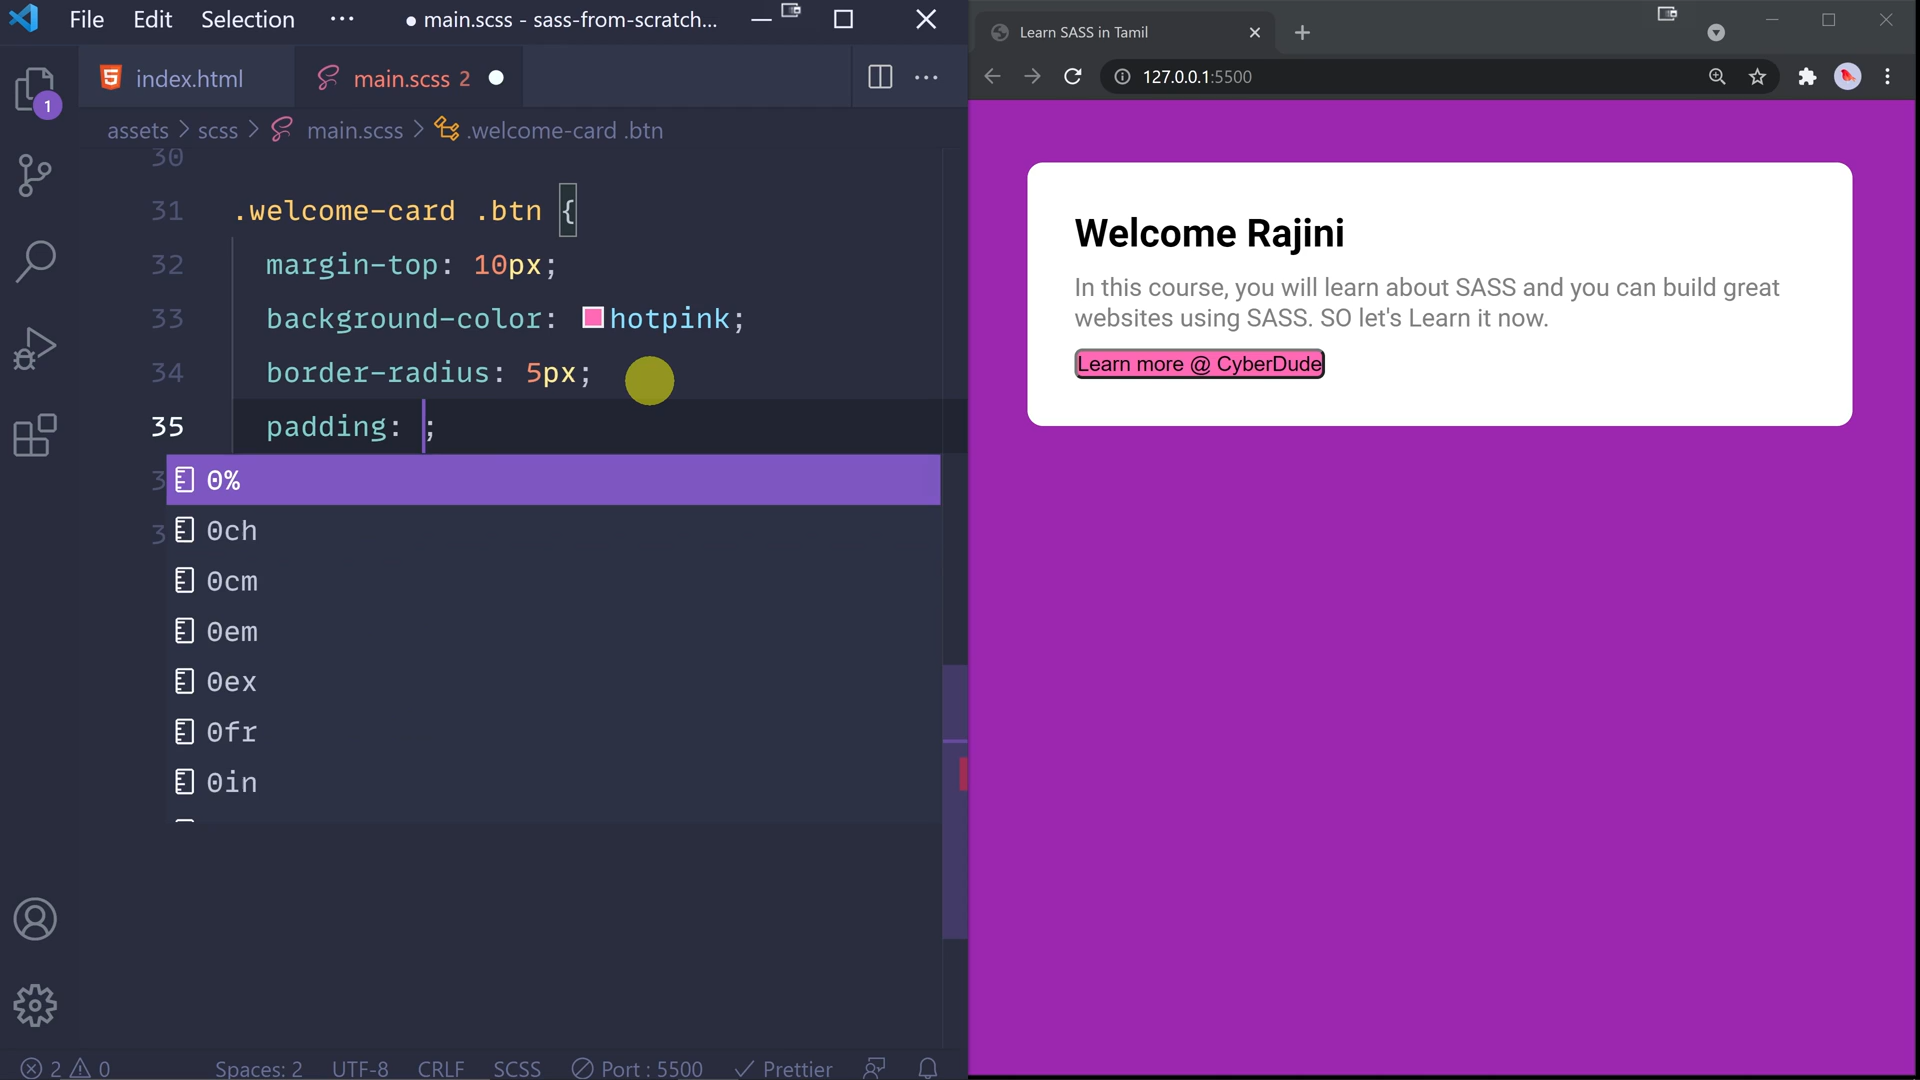 File Edit Selection ··· ● main.scss - sass-from-scratch...
index.html
main.scss 2
assets > scss > main.scss > .welcome-card .btn
30
31 .welcome-card .btn {
32 margin-top: 10px;
33 background-color: hotpink;
34 border-radius: 5px;
35 padding: ;
3 0%
3 0ch
0cm
0em
0ex
0fr
0in
1
2 0 Spaces: 2 UTF-8 CRLF SCSS Port : 5500 Prettier
Learn SASS in Tamil
127.0.0.1:5500
Welcome Rajini
In this course, you will learn about SASS and you can build great
websites using SASS. SO let's Learn it now.
Learn more @ CyberDude